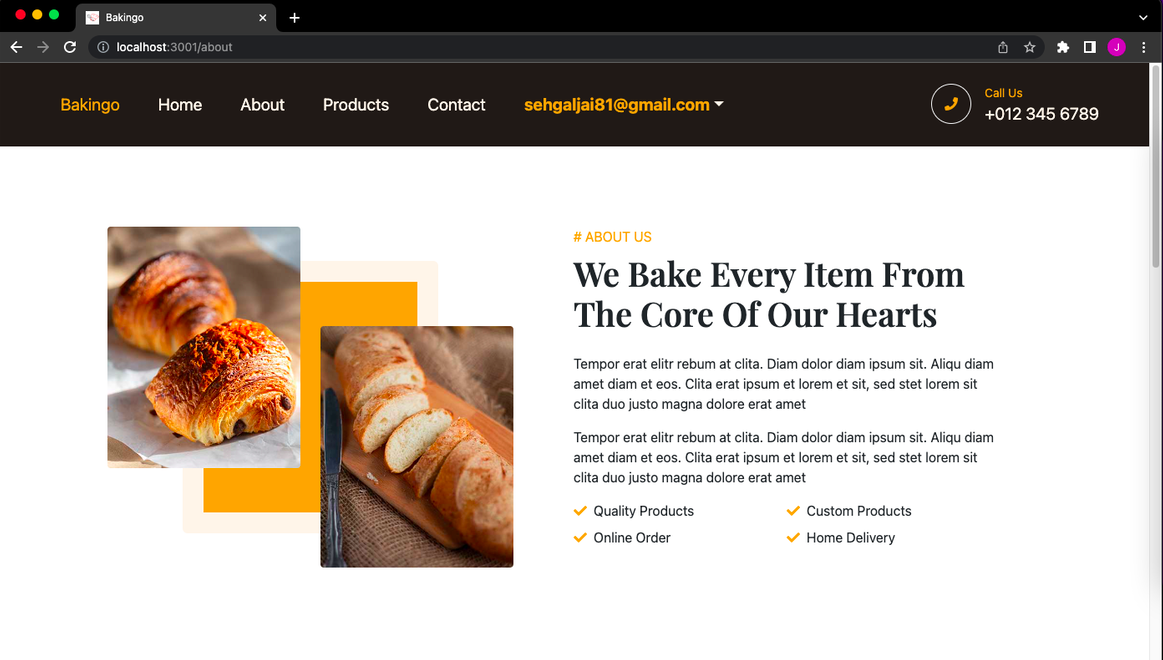 Bakingo
localhost:3001/about
J
Bakingo Home About Products Contact sehgaljai81@gmail.com
Call Us
+012 345 6789
# ABOUT US
We Bake Every Item From
The Core Of Our Hearts
Tempor erat elitr rebum at clita. Diam dolor diam ipsum sit. Aliqu diam
amet diam et eos. Clita erat ipsum et lorem et sit, sed stet lorem sit
clita duo justo magna dolore erat amet
Tempor erat elitr rebum at clita. Diam dolor diam ipsum sit. Aliqu diam
amet diam et eos. Clita erat ipsum et lorem et sit, sed stet lorem sit
clita duo justo magna dolore erat amet
Quality Products Custom Products
Online Order Home Delivery